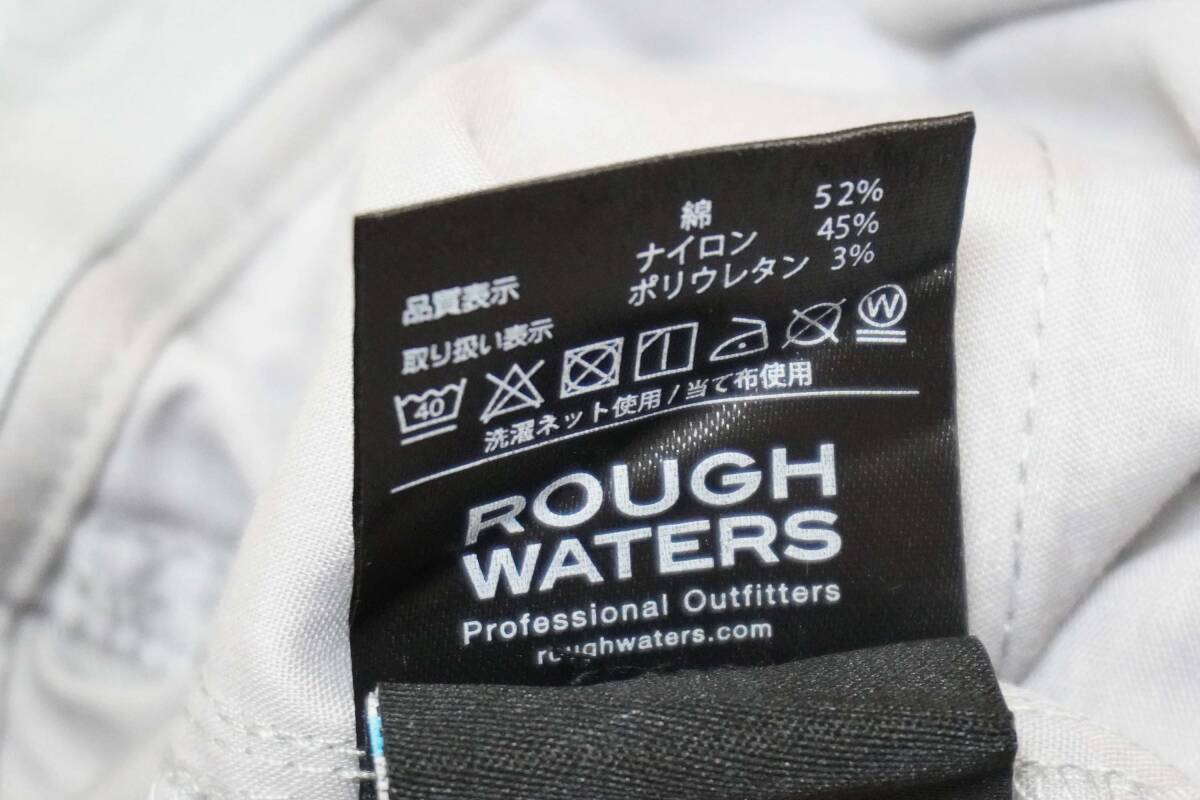 品質表示
綿 52%
ナイロン 45%
ポリウレタン 3%
取り扱い表示
40 W
洗濯ネット使用/当て布使用
ROUGH
WATERS
Professional Outfitters
roughwaters.com